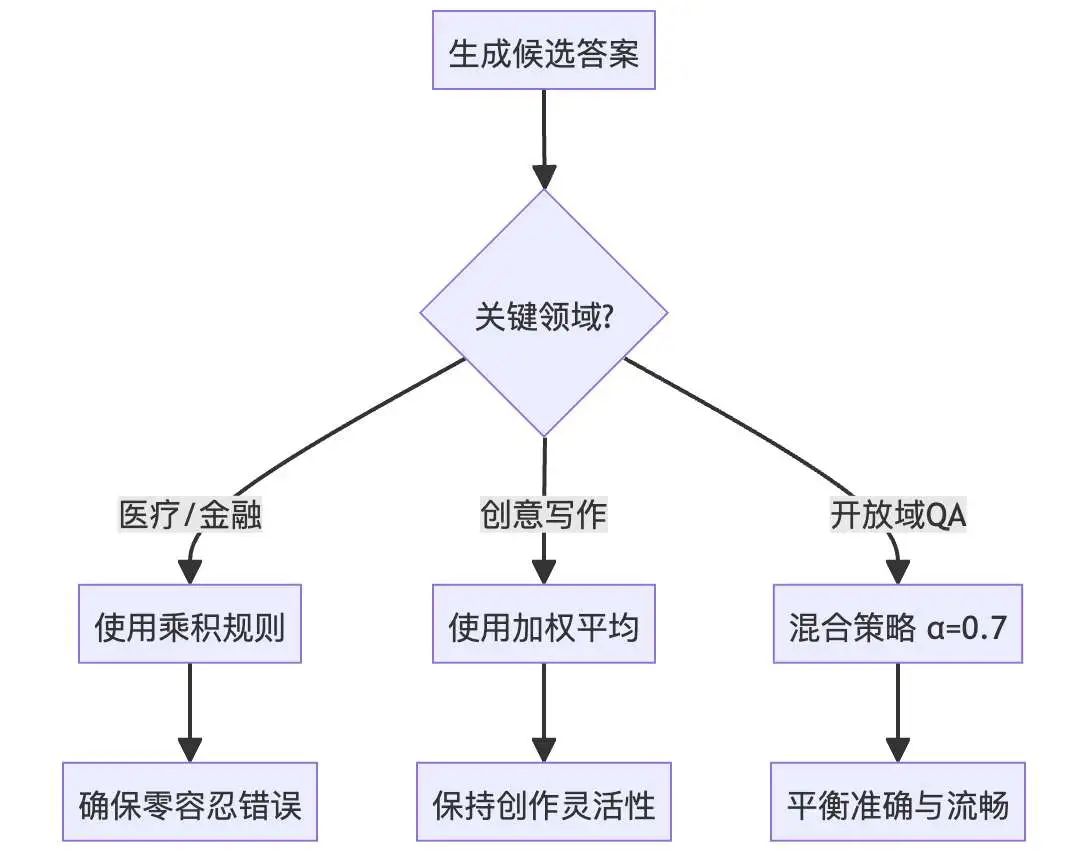 生成候选答案
关键领域?
医疗/金融
创意写作
开放域QA
使用乘积规则
使用加权平均
混合策略 α=0.7
确保零容忍错误
保持创作灵活性
平衡准确与流畅